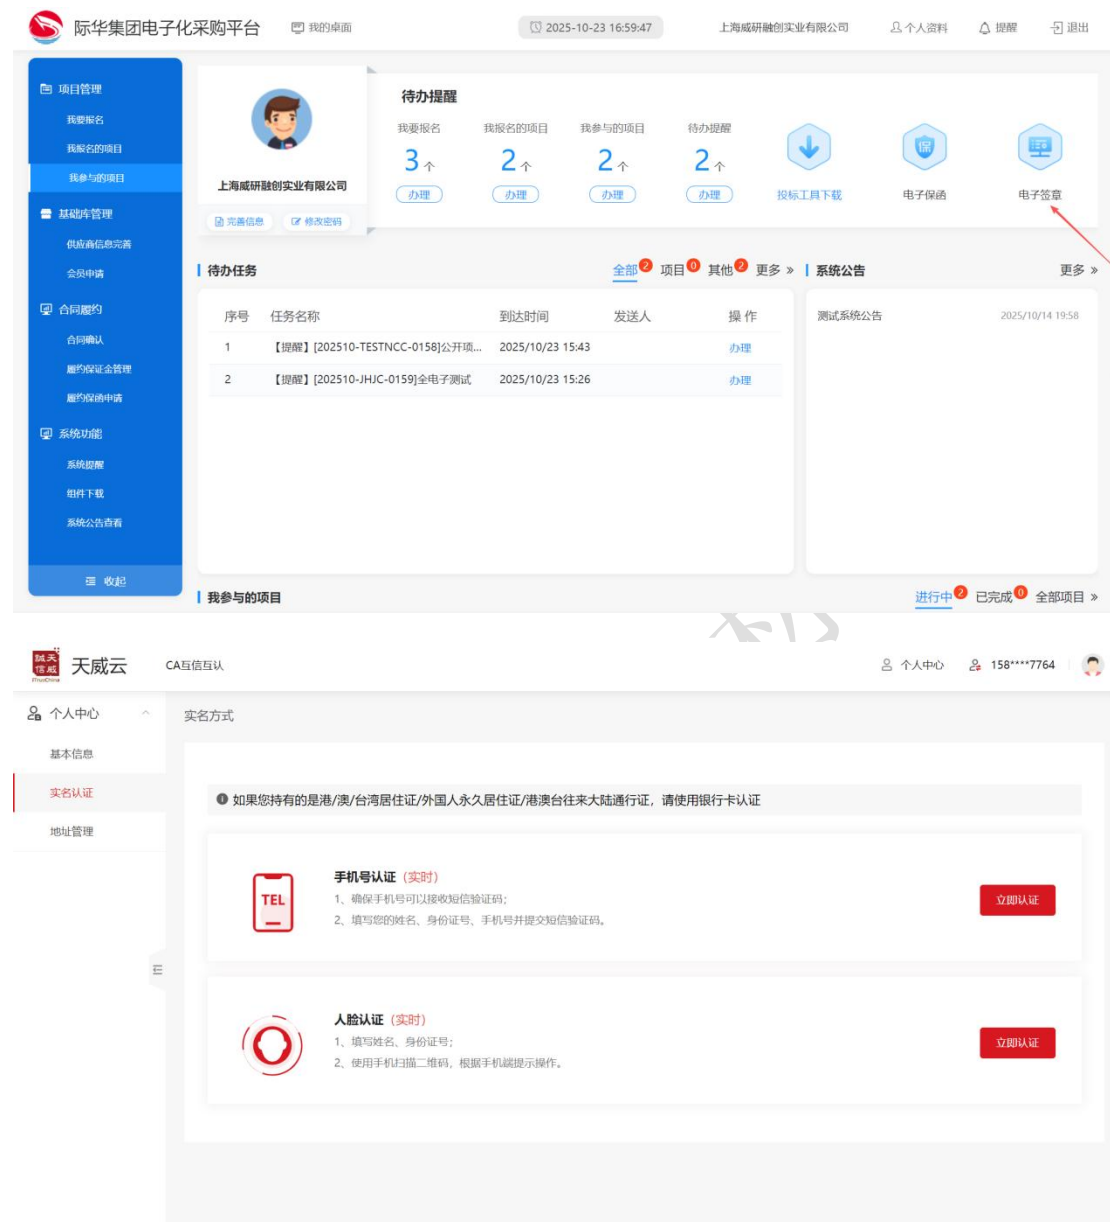 际华集团电子化采购平台 我的桌面 2025-10-23 16:59:47 上海威研融创实业有限公司 个人资料 提醒 退出
项目管理
我要报名
我报名的项目
我参与的项目
基础库管理
供应商信息完善
会员申请
合同履约
合同确认
履约保证金管理
履约保函申请
系统功能
系统提醒
组件下载
系统公告查看
收起
上海威研融创实业有限公司
完善信息 修改密码
待办提醒
我要报名 我报名的项目 我参与的项目 待办提醒
3 个 2 个 2 个 2 个
办理 办理 办理 办理
投标工具下载 保 电子保函 电子签章
待办任务 全部 2 项目 0 其他 2 更多 »
序号 任务名称 到达时间 发送人 操 作
1 【提醒】[202510-TESTNCC-0158]公开项... 2025/10/23 15:43 办理
2 【提醒】[202510-JHJC-0159]全电子测试 2025/10/23 15:26 办理
系统公告 更多 »
测试系统公告 2025/10/14 19:58
我参与的项目 进行中 2 已完成 0 全部项目 »
天威云 CA互信互认 个人中心 158****7764
个人中心
基本信息
实名认证
地址管理
实名方式
如果您持有的是港/澳/台湾居住证/外国人永久居住证/港澳台往来大陆通行证，请使用银行卡认证
TEL
手机号认证（实时）
1、确保手机号可以接收短信验证码；
2、填写您的姓名、身份证号、手机号并提交短信验证码。
立即认证
人脸认证（实时）
1、填写姓名、身份证号；
2、使用手机扫描二维码，根据手机端提示操作。
立即认证